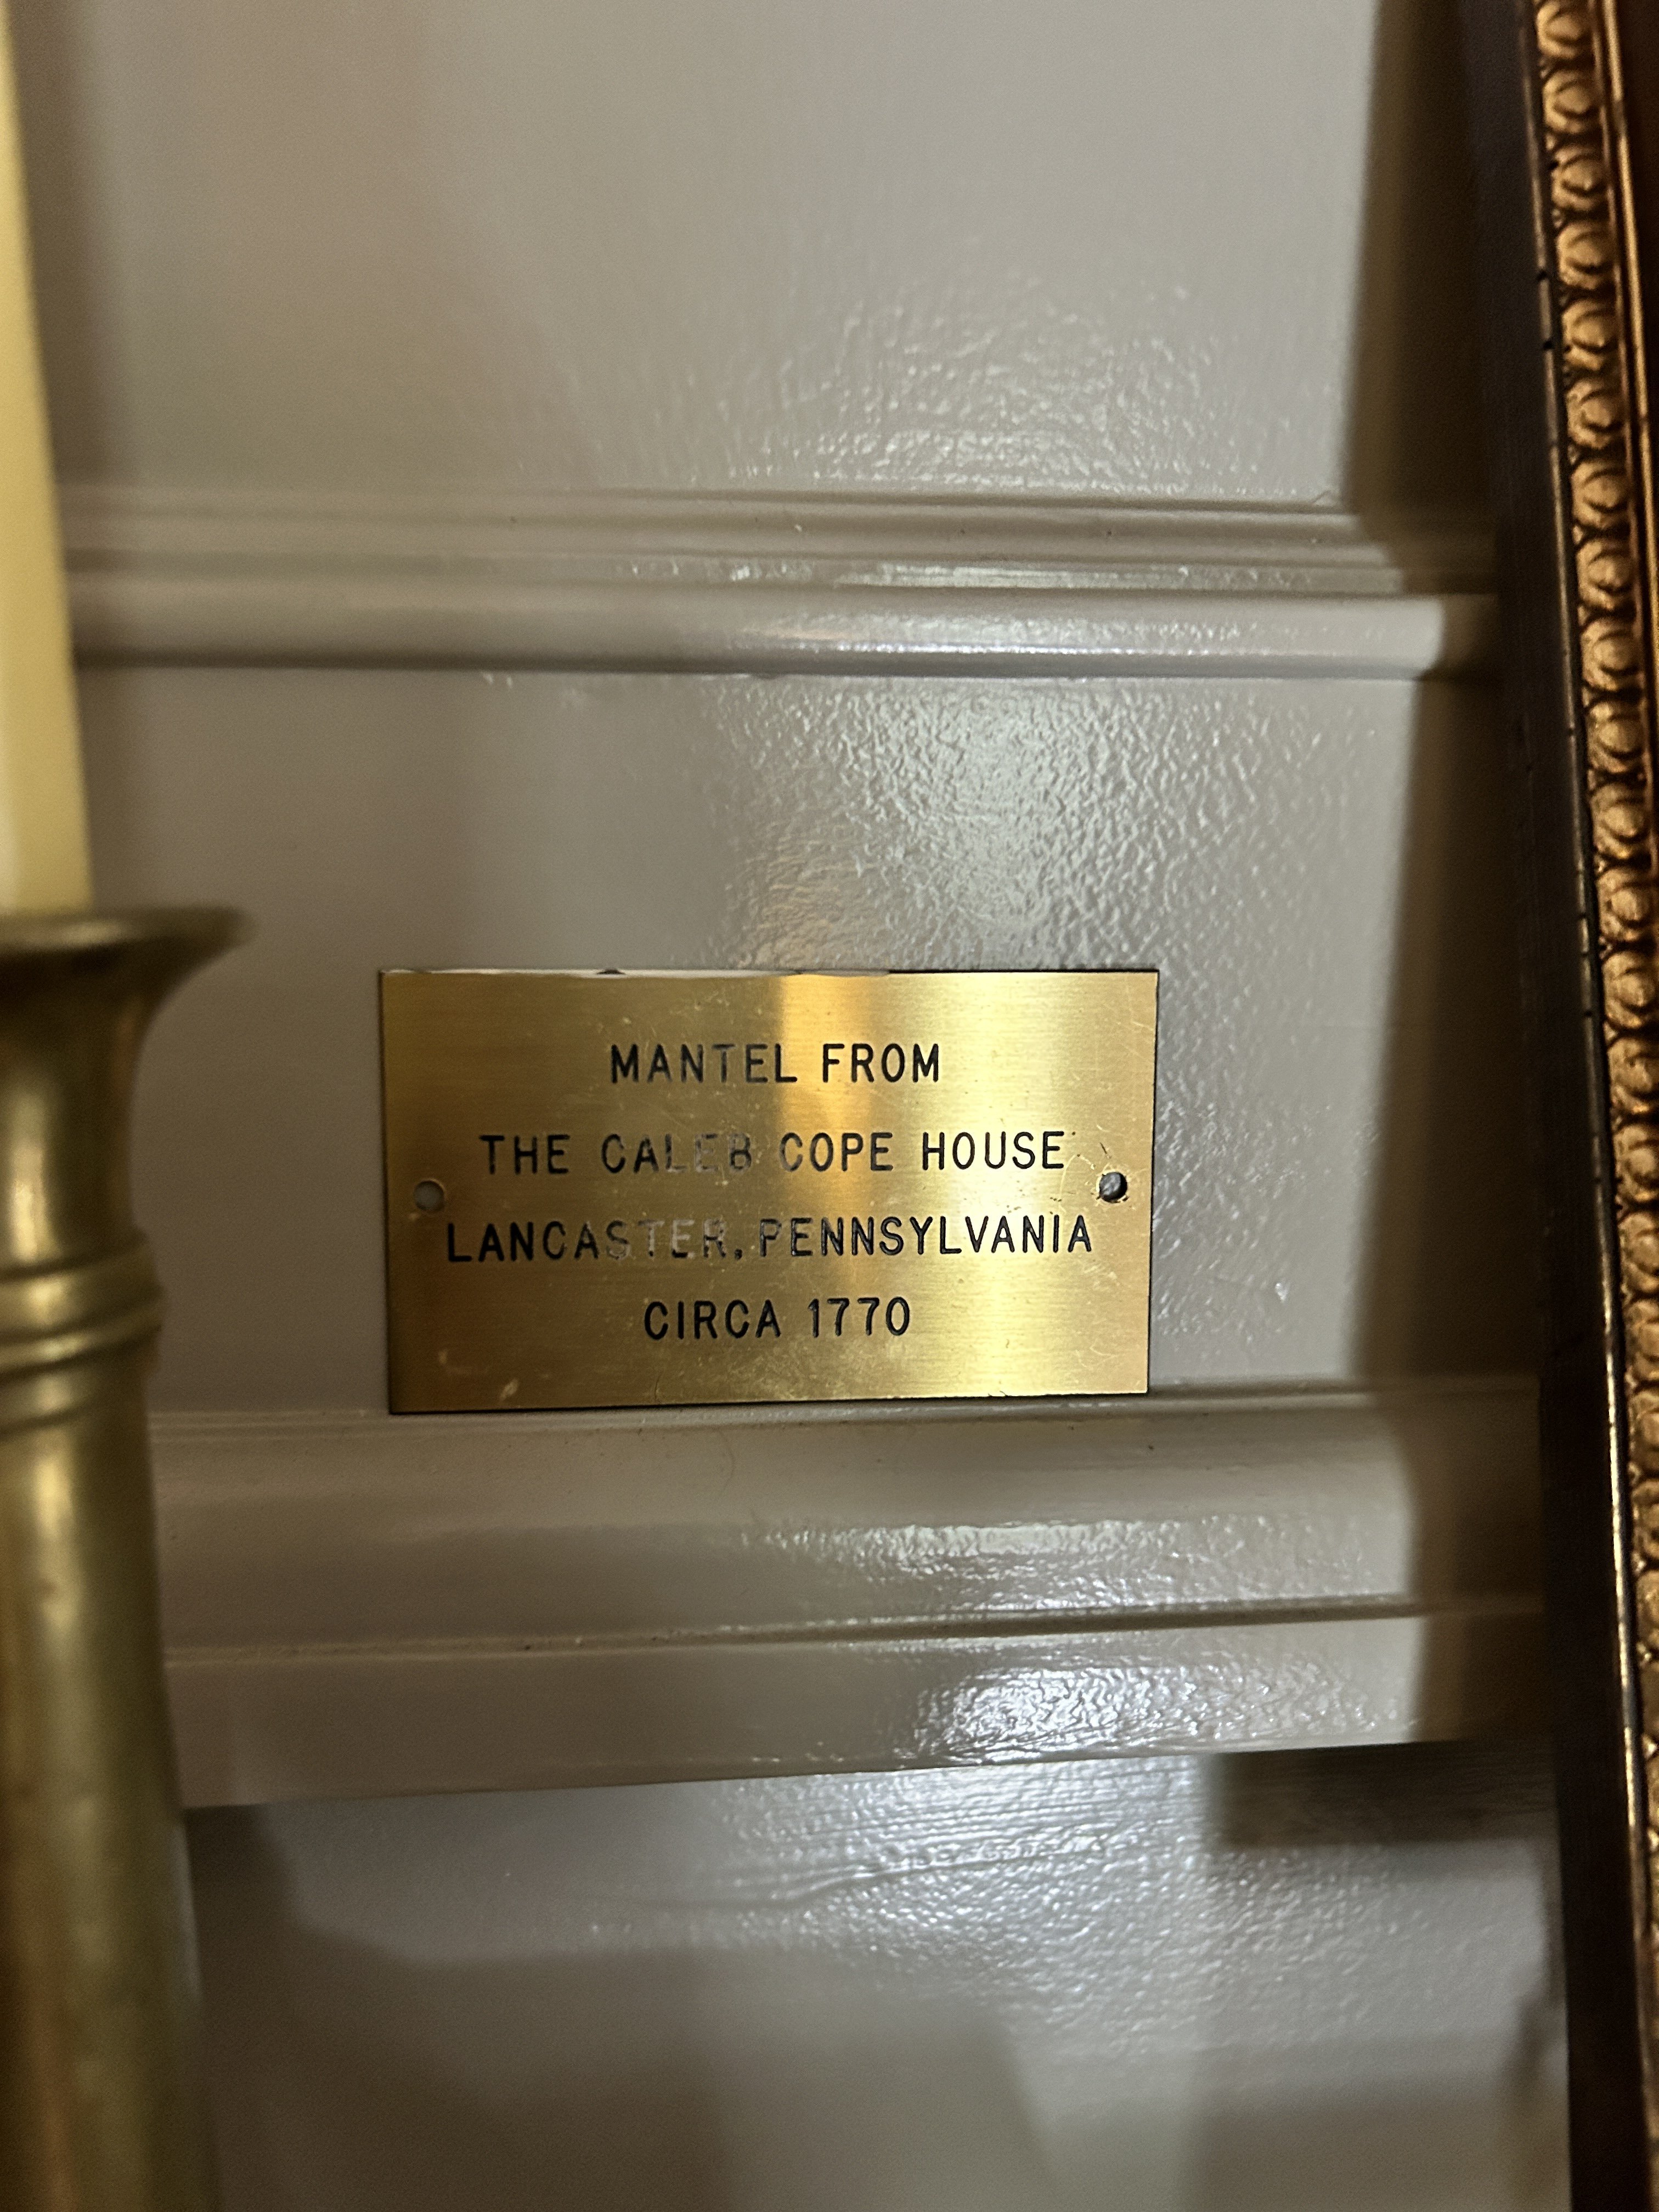 MANTEL FROM
THE CALEB COPE HOUSE
LANCASTER, PENNSYLVANIA
CIRCA 1770